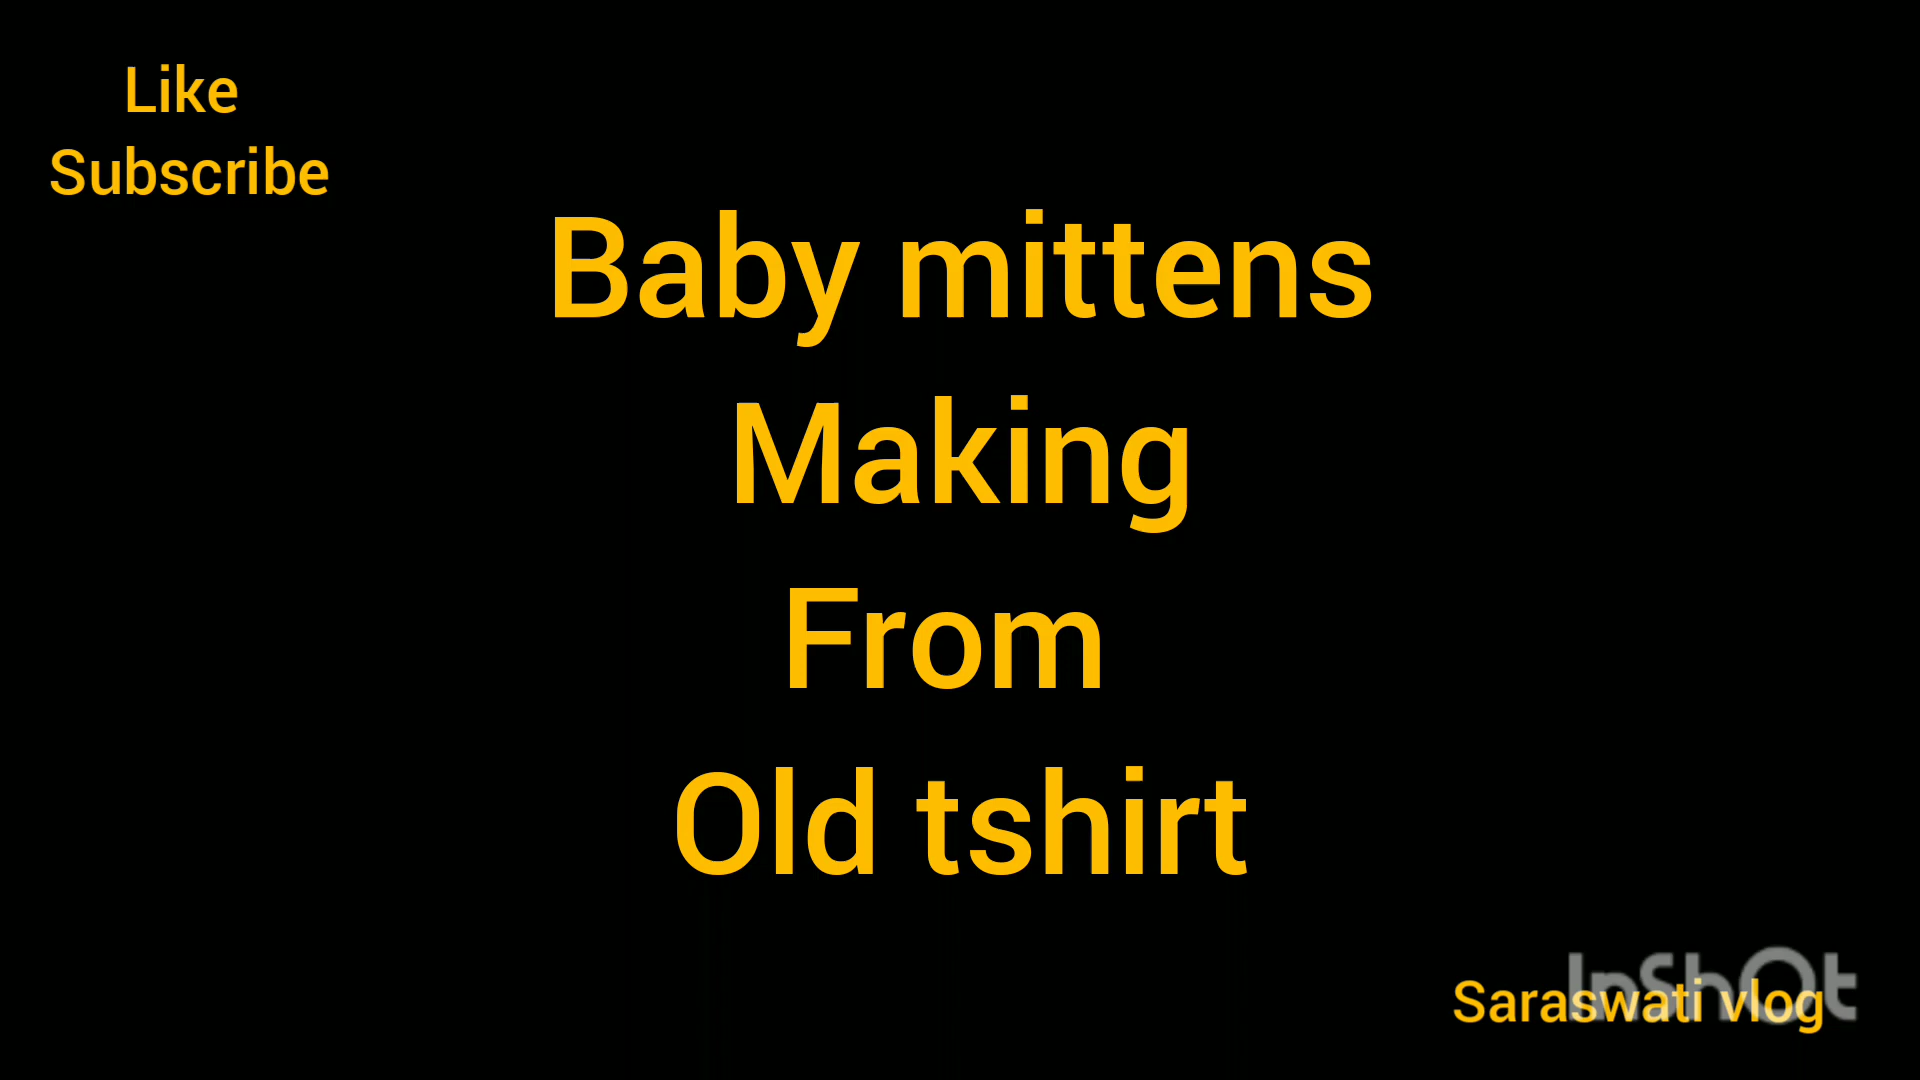 Like
Subscribe
Baby mittens
Making
From
Old tshirt
InShOt
Saraswati vlog